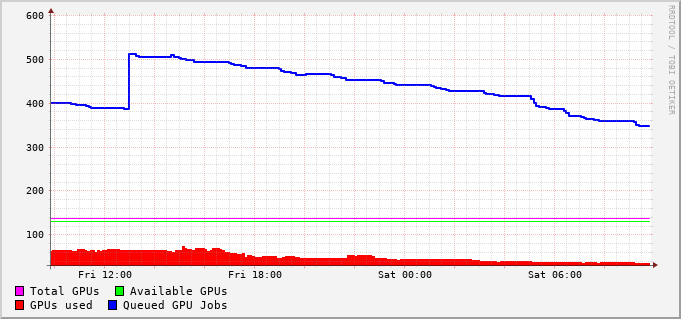 600
500
400
300
200
100
Fri 12:00 Fri 18:00 Sat 00:00 Sat 06:00
Total GPUs Available GPUs
GPUs used Queued GPU Jobs
RRDTOOL / TOBI OETIKER